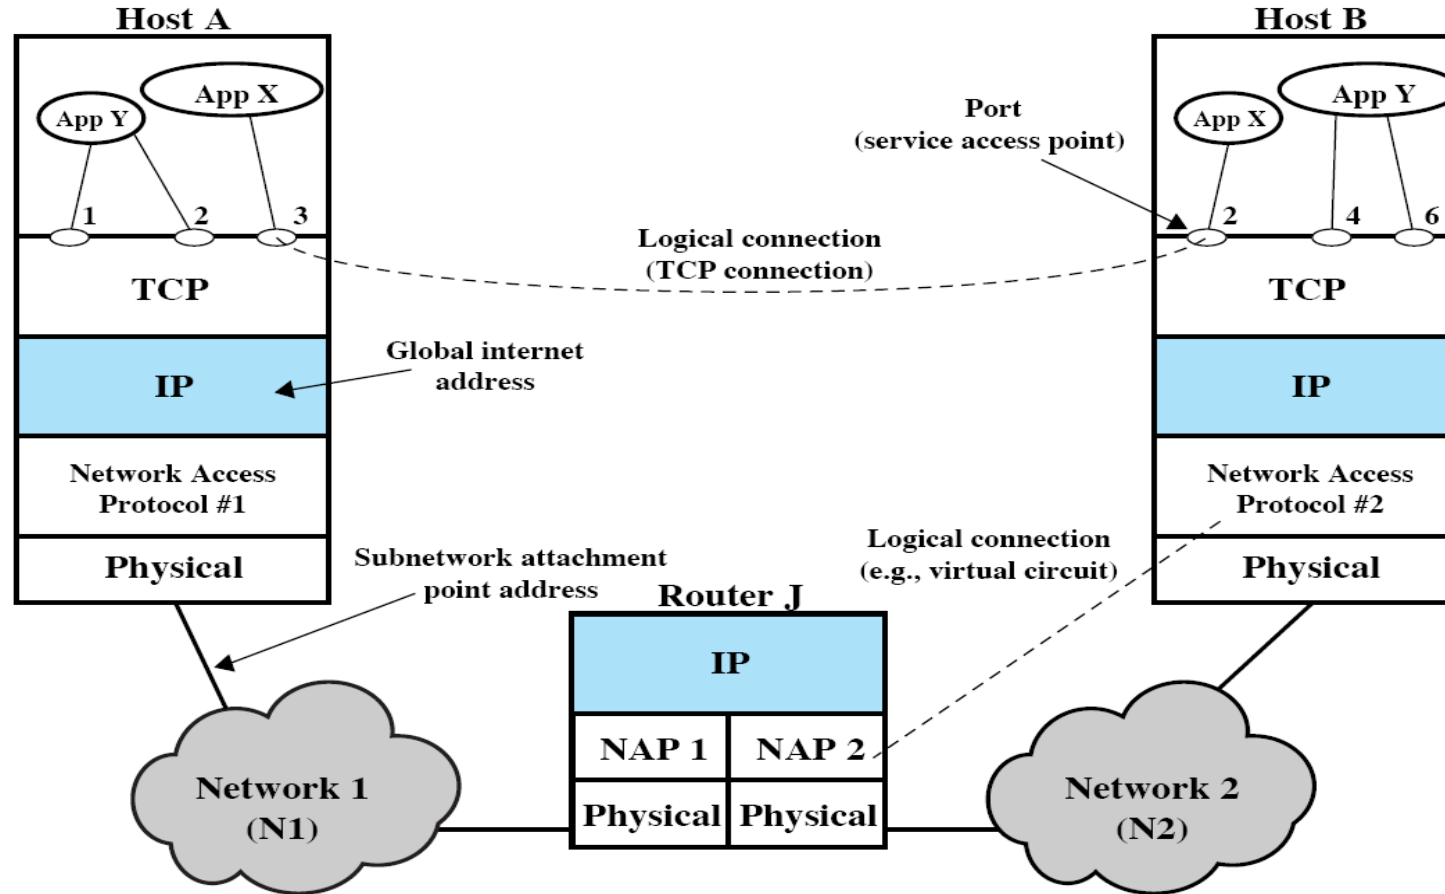 Host A
App Y
App X
1
2
3
TCP
IP
Network Access
Protocol #1
Physical
Global internet
address
Subnetwork attachment
point address
Logical connection
(TCP connection)
Port
(service access point)
Host B
App X
App Y
2
4
6
TCP
IP
Network Access
Protocol #2
Physical
Logical connection
(e.g., virtual circuit)
Router J
IP
NAP 1
NAP 2
Physical
Physical
Network 1
(N1)
Network 2
(N2)